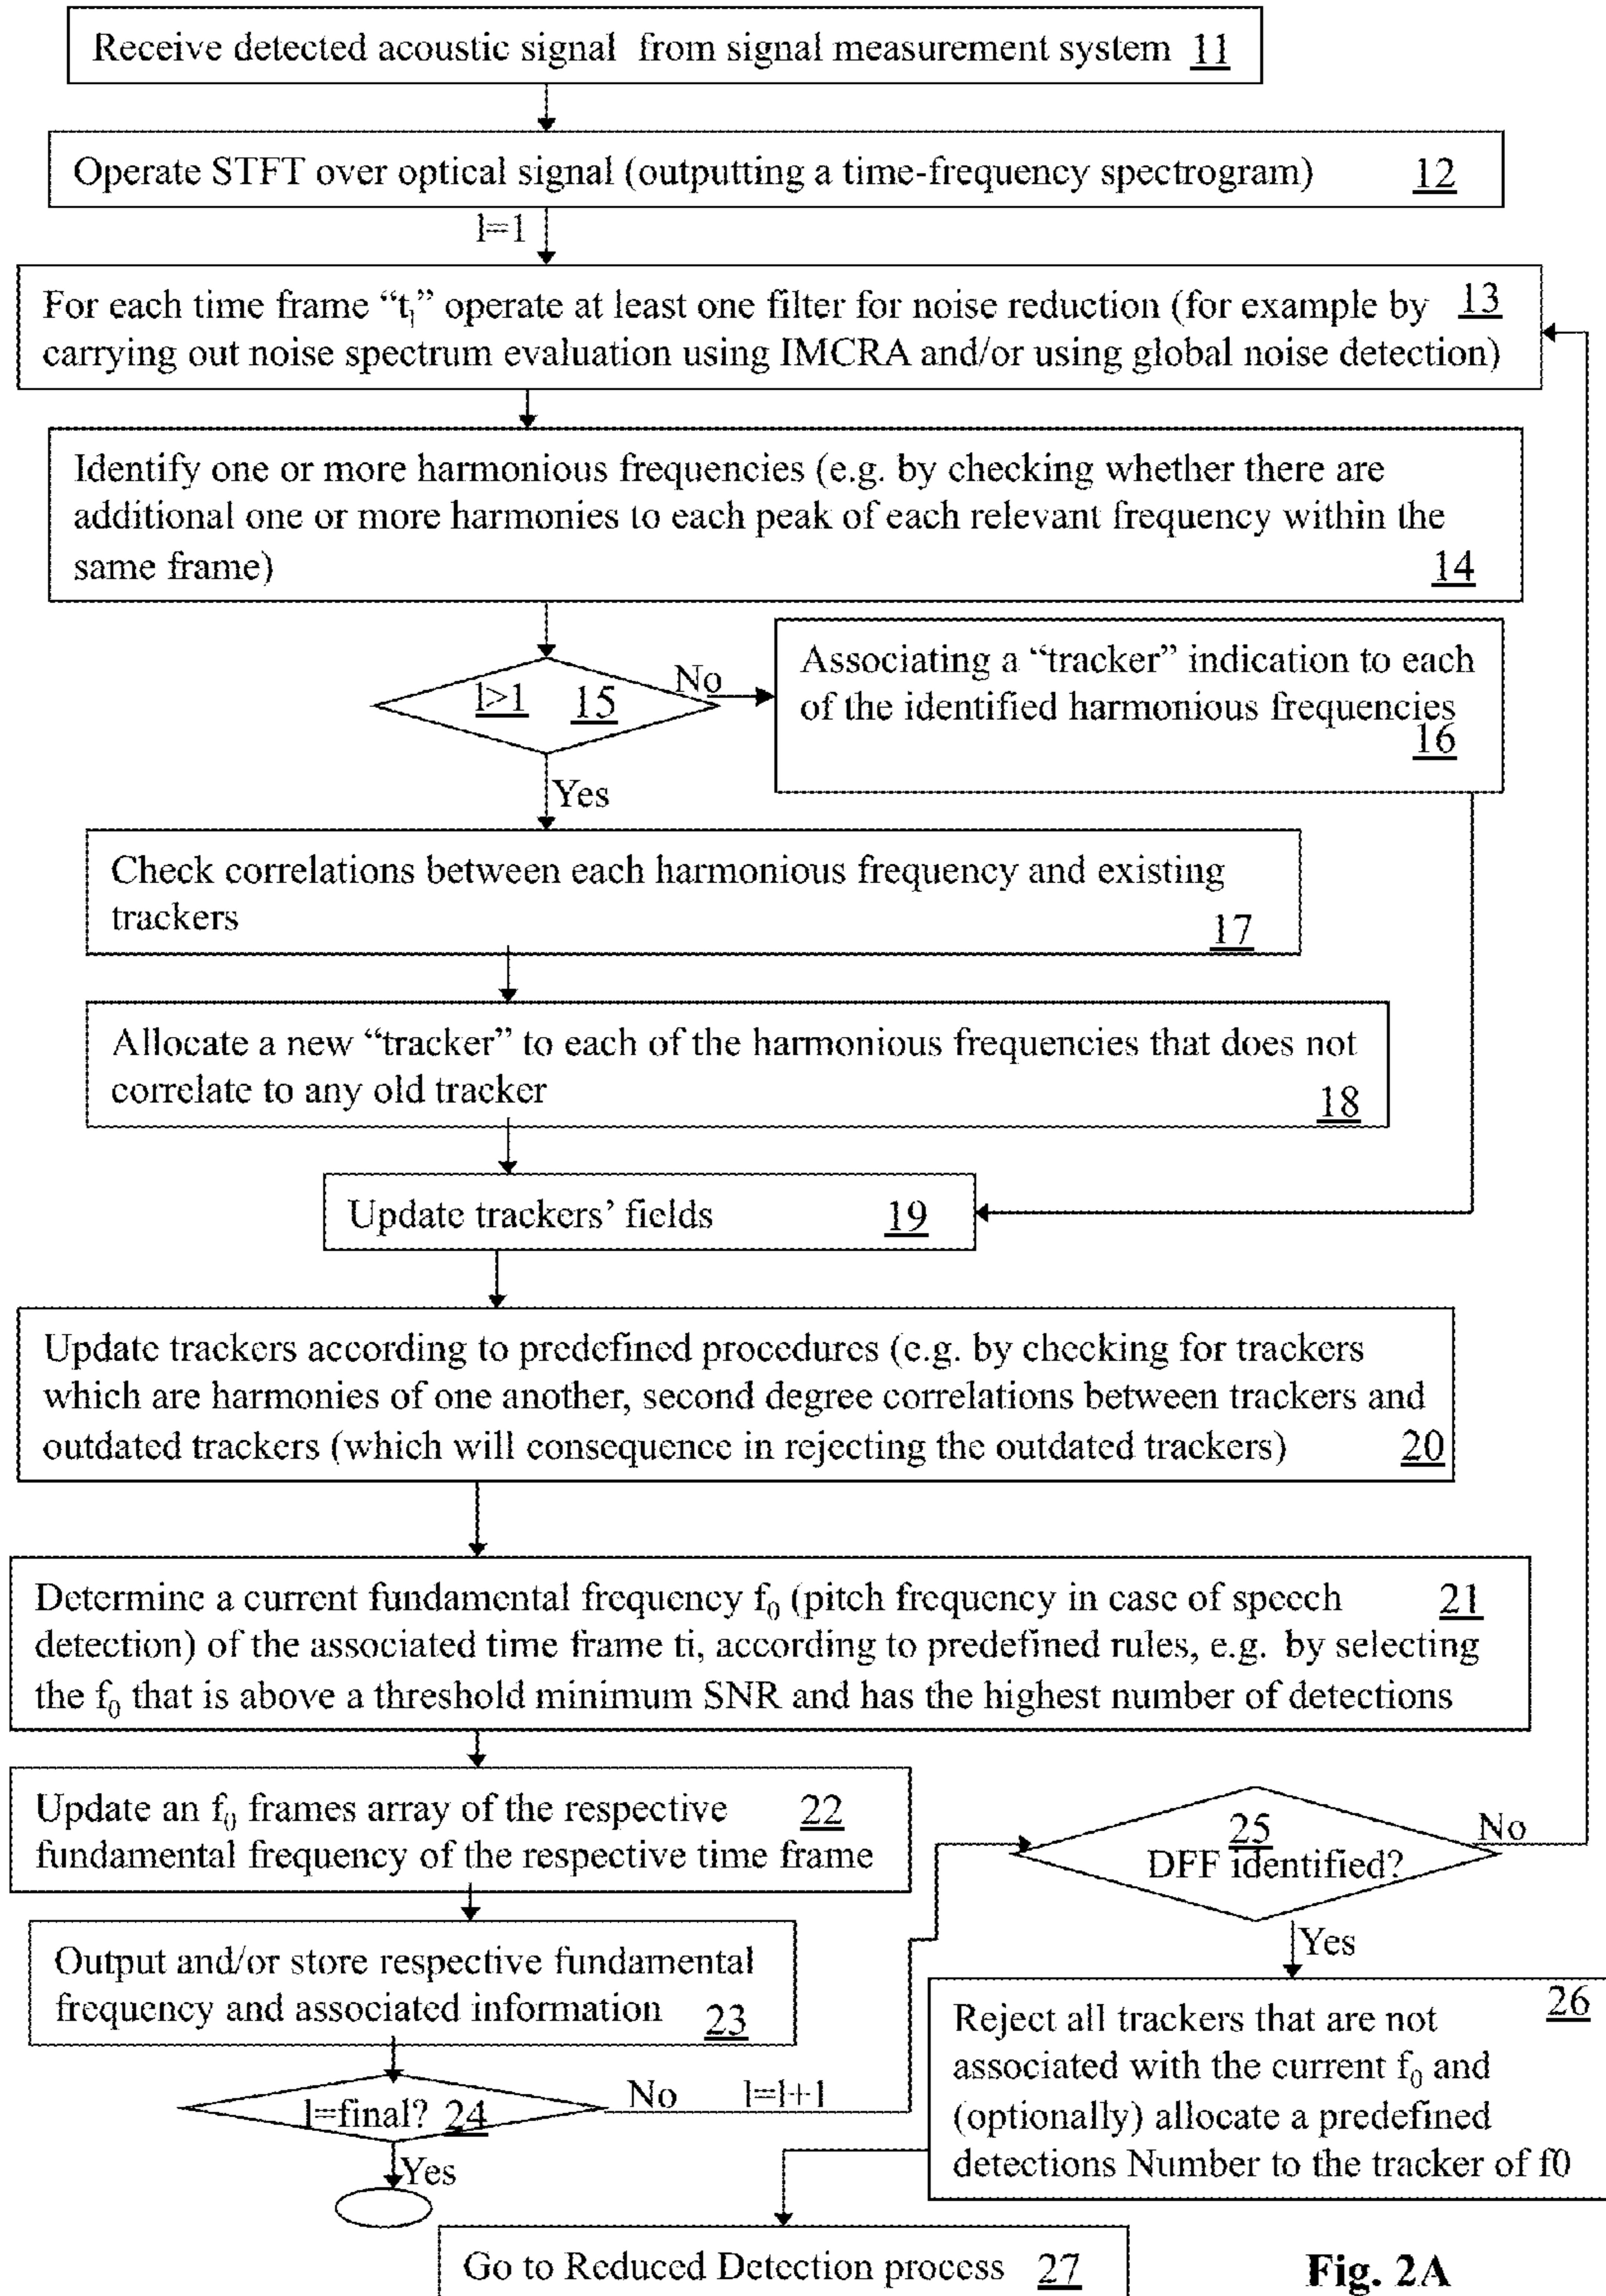 Receive detected acoustic signal from signal measurement system 11
Operate STFT over optical signal (outputting a time-frequency spectrogram) 12
l=1
For each time frame “tₗ” operate at least one filter for noise reduction (for example by 13
carrying out noise spectrum evaluation using IMCRA and/or using global noise detection)
Identify one or more harmonious frequencies (e.g. by checking whether there are
additional one or more harmonies to each peak of each relevant frequency within the
same frame) 14
l>1 15
No
Associating a “tracker” indication to each
of the identified harmonious frequencies
16
Yes
Check correlations between each harmonious frequency and existing
trackers 17
Allocate a new “tracker” to each of the harmonious frequencies that does not
correlate to any old tracker 18
Update trackers’ fields 19
Update trackers according to predefined procedures (e.g. by checking for trackers
which are harmonies of one another, second degree correlations between trackers and
outdated trackers (which will consequence in rejecting the outdated trackers) 20
Determine a current fundamental frequency f₀ (pitch frequency in case of speech 21
detection) of the associated time frame ti, according to predefined rules, e.g. by selecting
the f₀ that is above a threshold minimum SNR and has the highest number of detections
Update an f₀ frames array of the respective 22
fundamental frequency of the respective time frame
Output and/or store respective fundamental
frequency and associated information 23
l=final? 24
No l=l+1
Yes
25
DFF identified?
No
Yes
26
Reject all trackers that are not
associated with the current f₀ and
(optionally) allocate a predefined
detections Number to the tracker of f0
Go to Reduced Detection process 27
Fig. 2A